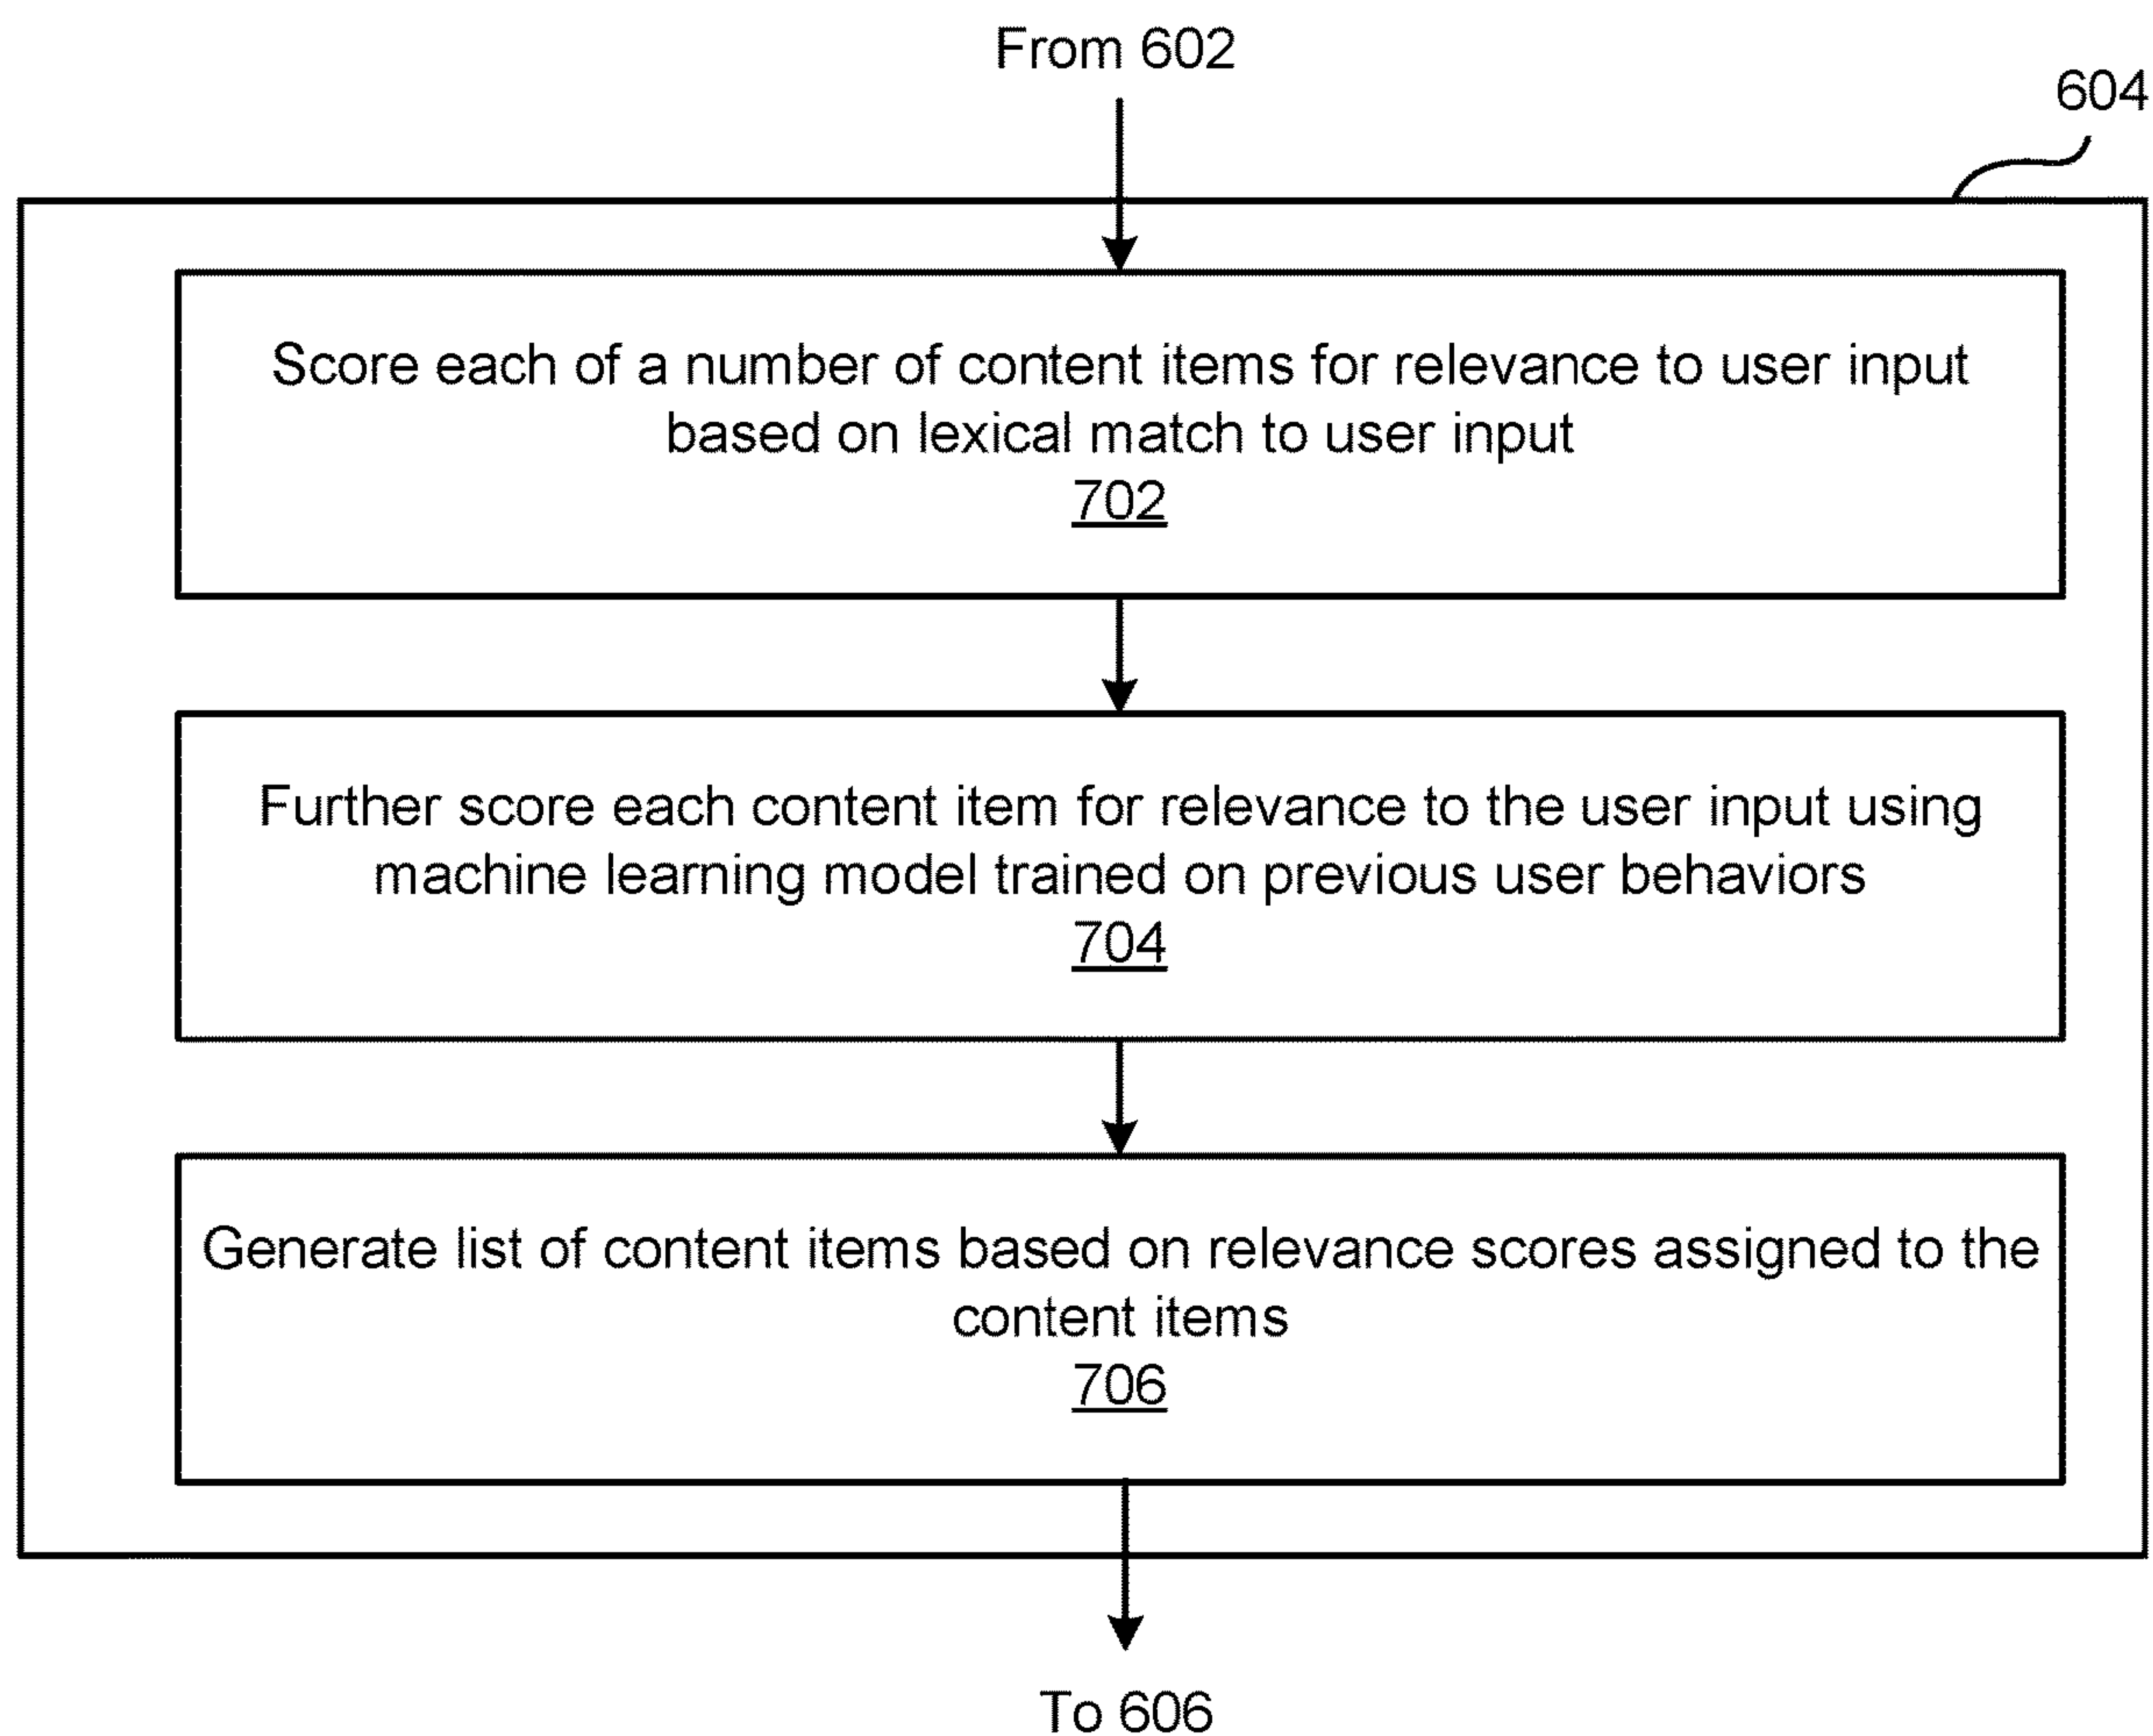 From 602
604
Score each of a number of content items for relevance to user input
based on lexical match to user input
702
Further score each content item for relevance to the user input using
machine learning model trained on previous user behaviors
704
Generate list of content items based on relevance scores assigned to the
content items
706
To 606